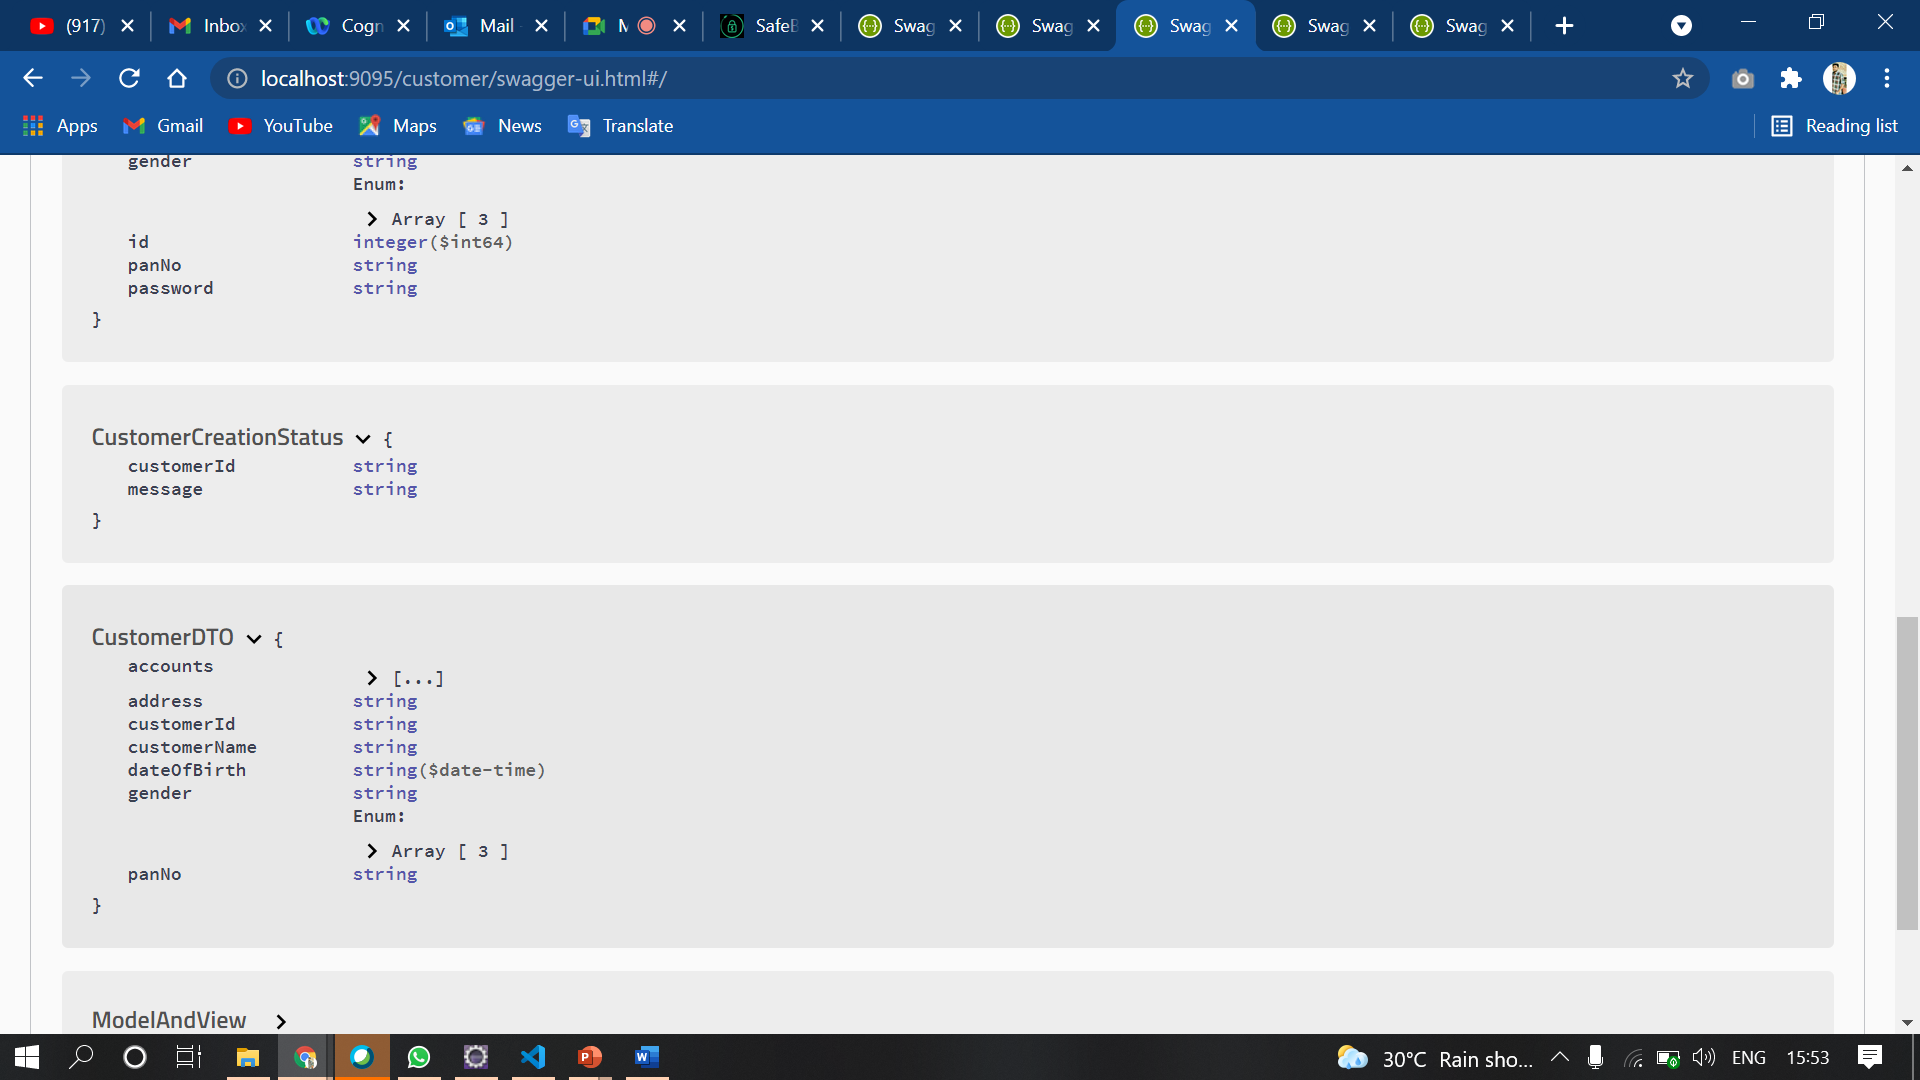 (917)
Inbo
Cogn
Mail
M
SafeB
Swag
Swag
Swag
Swag
Swag
localhost:9095/customer/swagger-ui.html#/
Apps
Gmail
YouTube
Maps
News
Translate
Reading list
gender string
Enum:
Array [ 3 ]
id integer($int64)
panNo string
password string
}
CustomerCreationStatus {
customerId string
message string
}
CustomerDTO {
accounts
[...]
address string
customerId string
customerName string
dateOfBirth string($date-time)
gender string
Enum:
Array [ 3 ]
panNo string
}
ModelAndView
30°C Rain sho...
ENG
15:53